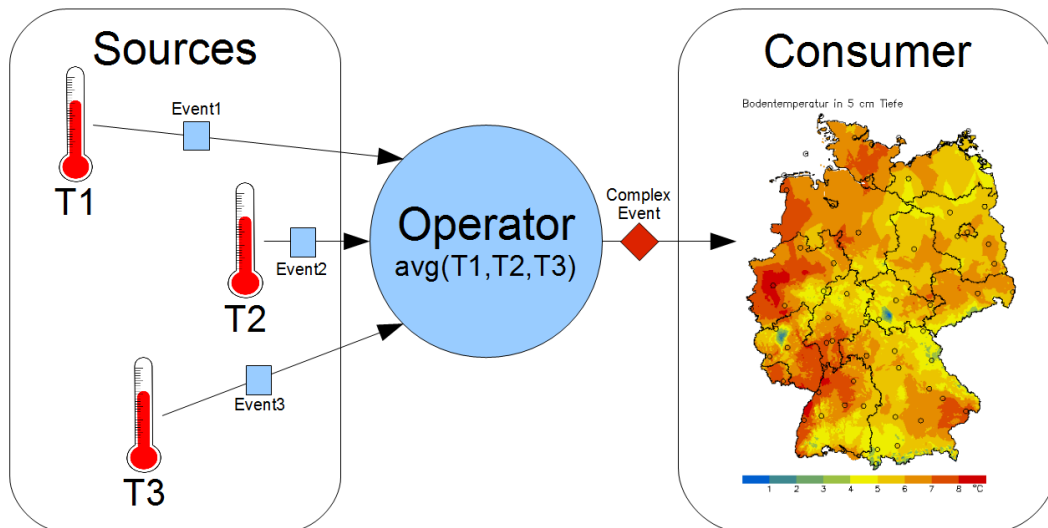 Sources
T1
Event1
T2
Event2
T3
Event3
Operator
avg(T1,T2,T3)
Complex
Event
Consumer
Bodentemperatur in 5 cm Tiefe
1 2 3 4 5 6 7 8 °C